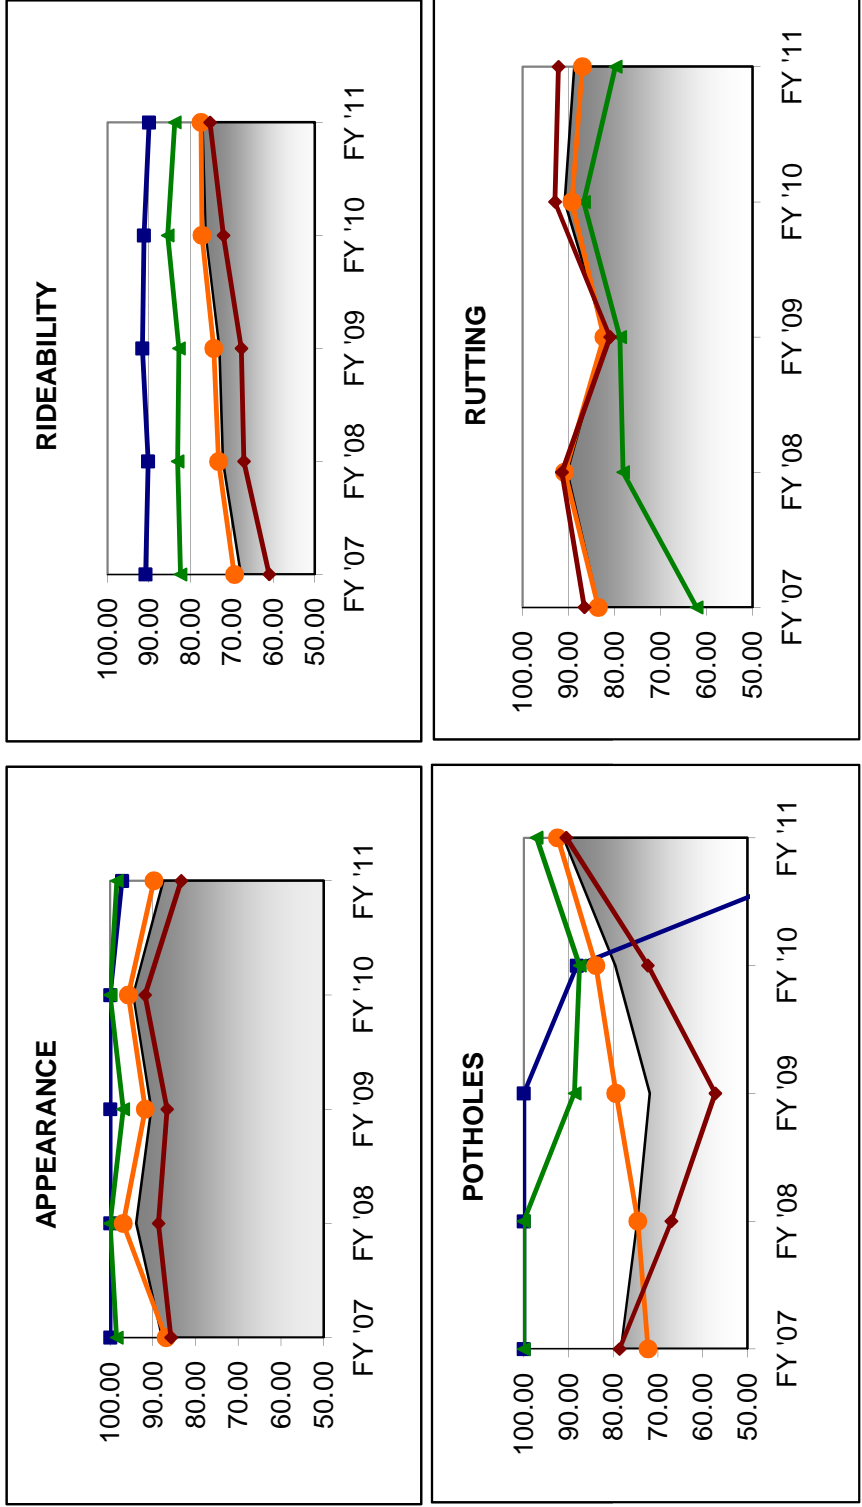 APPEARANCE
100.00
90.00
80.00
70.00
60.00
50.00
FY '07
FY '08
FY '09
FY '10
FY '11
RIDEABILITY
100.00
90.00
80.00
70.00
60.00
50.00
FY '07
FY '08
FY '09
FY '10
FY '11
POTHOLES
100.00
90.00
80.00
70.00
60.00
50.00
FY '07
FY '08
FY '09
FY '10
FY '11
RUTTING
100.00
90.00
80.00
70.00
60.00
50.00
FY '07
FY '08
FY '09
FY '10
FY '11